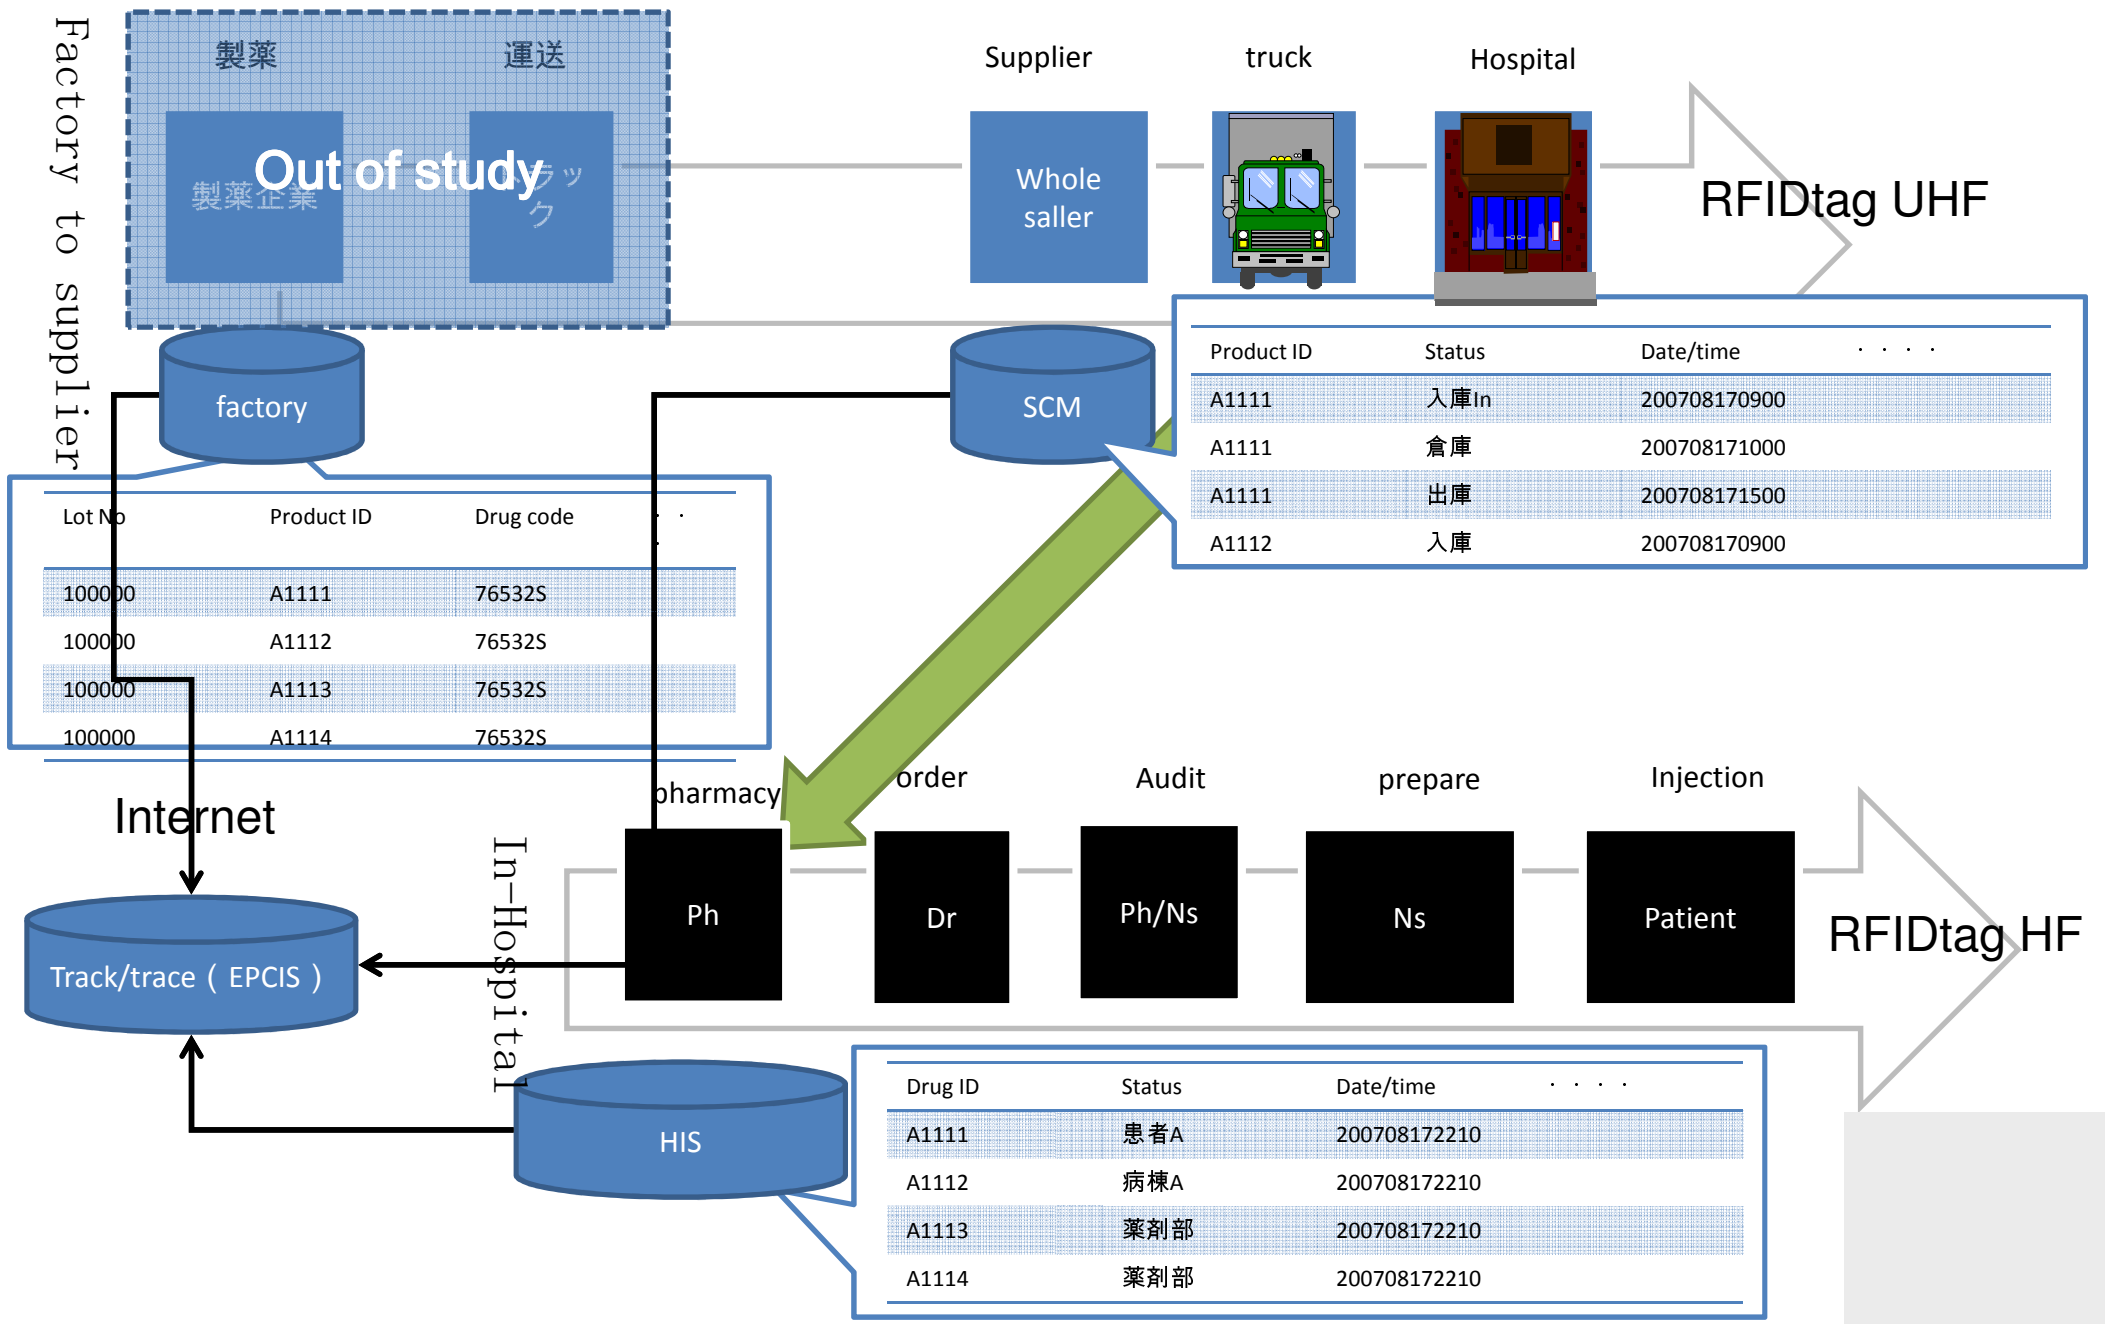 Factory to supplier
製薬
運送
Supplier
truck
Hospital
製薬企業
トラック
Out of study
Whole
saller
RFIDtag UHF
factory
SCM
Product ID Status Date/time ・・・・
A1111 入庫In 200708170900
A1111 倉庫 200708171000
A1111 出庫 200708171500
A1112 入庫 200708170900
Lot No Product ID Drug code ・・・
100000 A1111 76532S
100000 A1112 76532S
100000 A1113 76532S
100000 A1114 76532S
Internet
In-Hospital
pharmacy
order
Audit
prepare
Injection
Ph
Dr
Ph/Ns
Ns
Patient
RFIDtag HF
Track/trace（EPCIS）
HIS
Drug ID Status Date/time ・・・・
A1111 患者A 200708172210
A1112 病棟A 200708172210
A1113 薬剤部 200708172210
A1114 薬剤部 200708172210